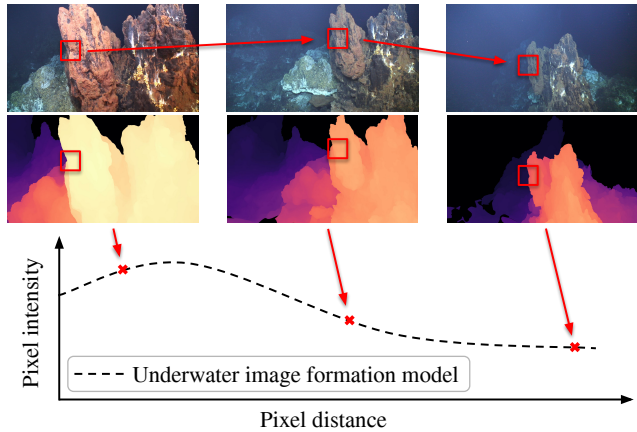 Pixel intensity
Underwater image formation model
Pixel distance